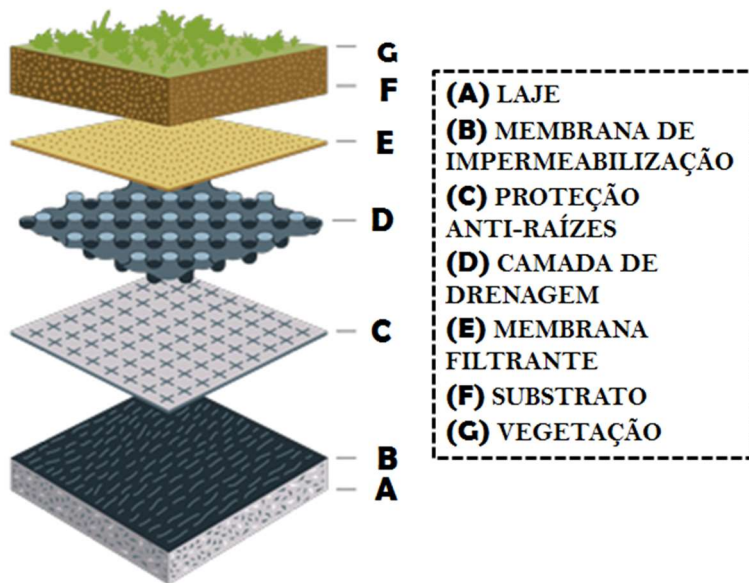 G
F
E
D
C
B
A
(A) LAJE
(B) MEMBRANA DE
IMPERMEABILIZAÇÃO
(C) PROTEÇÃO
ANTI-RAÍZES
(D) CAMADA DE
DRENAGEM
(E) MEMBRANA
FILTRANTE
(F) SUBSTRATO
(G) VEGETAÇÃO